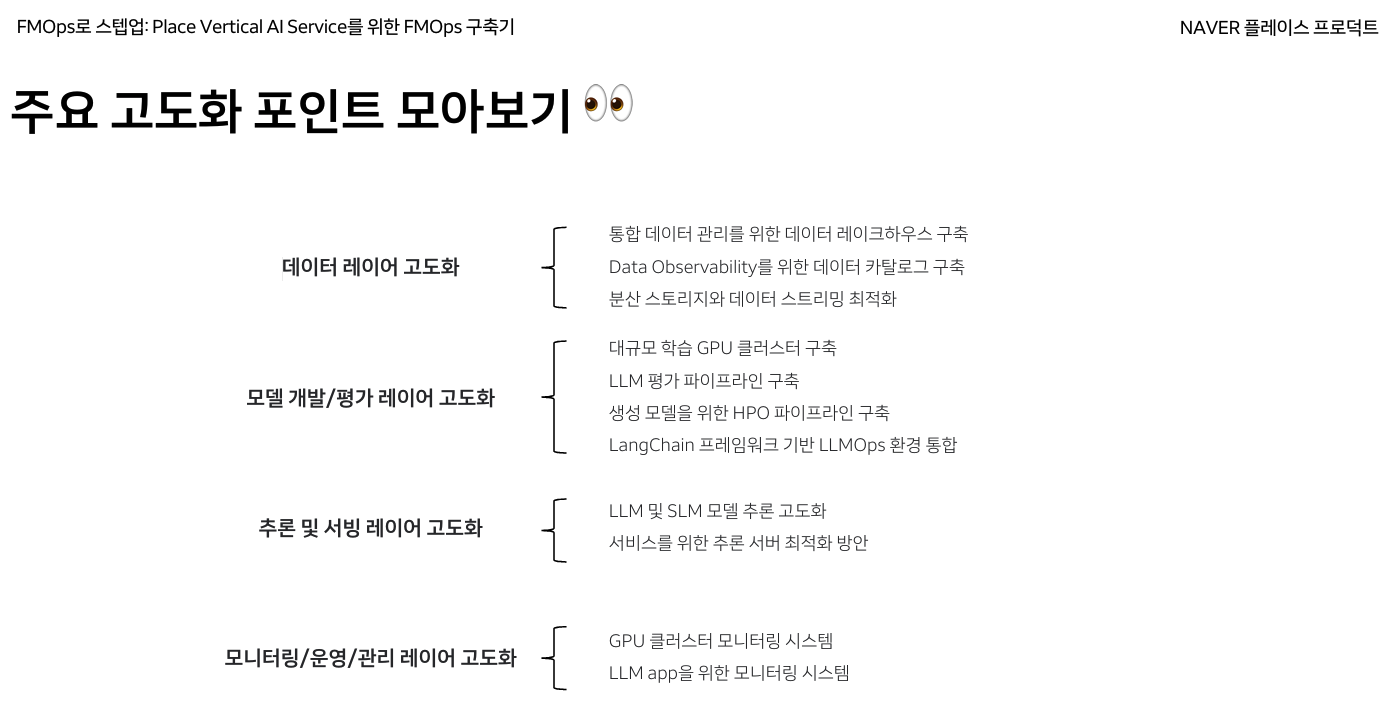 FMOps로 스텝업: Place Vertical AI Service를 위한 FMOps 구축기
NAVER 플레이스 프로덕트
주요 고도화 포인트 모아보기 👀
데이터 레이어 고도화
통합 데이터 관리를 위한 데이터 레이크하우스 구축
Data Observability를 위한 데이터 카탈로그 구축
분산 스토리지와 데이터 스트리밍 최적화
모델 개발/평가 레이어 고도화
대규모 학습 GPU 클러스터 구축
LLM 평가 파이프라인 구축
생성 모델을 위한 HPO 파이프라인 구축
LangChain 프레임워크 기반 LLMOps 환경 통합
추론 및 서빙 레이어 고도화
LLM 및 SLM 모델 추론 고도화
서비스를 위한 추론 서버 최적화 방안
모니터링/운영/관리 레이어 고도화
GPU 클러스터 모니터링 시스템
LLM app을 위한 모니터링 시스템